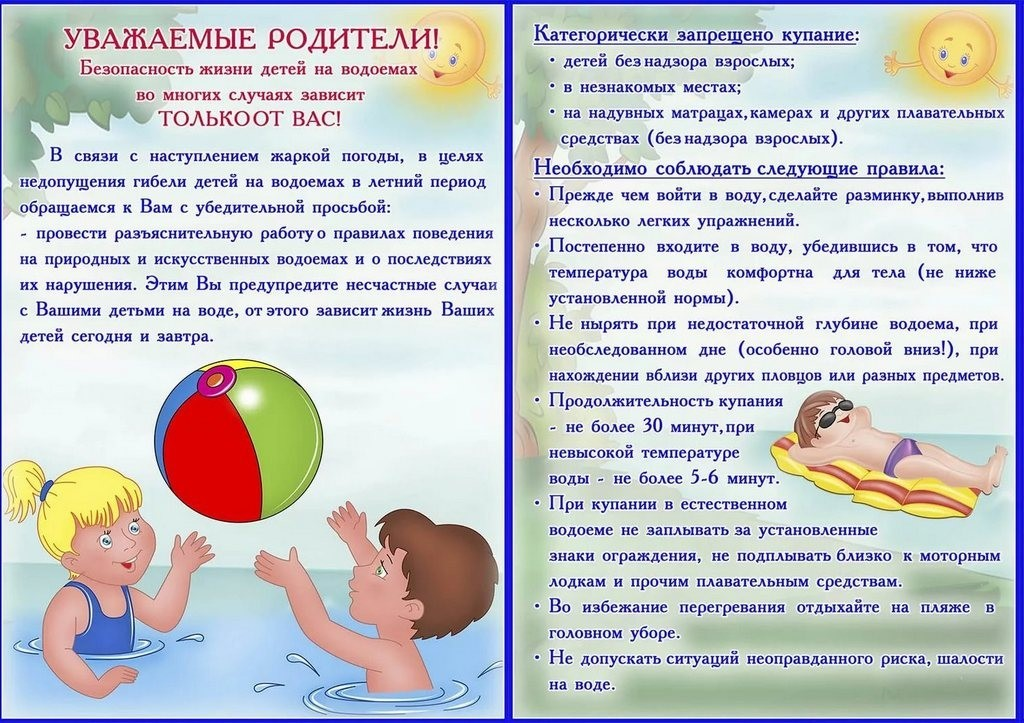 УВАЖАЕМЫЕ РОДИТЕЛИ!
Безопасность жизни детей на водоемах
во многих случаях зависит
ТОЛЬКО ОТ ВАС!
В связи с наступлением жаркой погоды, в целях
недопущения гибели детей на водоемах в летний период
обращаемся к Вам с убедительной просьбой:
- провести разъяснительную работу о правилах поведения
на природных и искусственных водоемах и о последствиях
их нарушения. Этим Вы предупредите несчастные случаи
с Вашими детьми на воде, от этого зависит жизнь Ваших
детей сегодня и завтра.
Категорически запрещено купание:
• детей без надзора взрослых;
• в незнакомых местах;
• на надувных матрацах, камерах и других плавательных
средствах (без надзора взрослых).
Необходимо соблюдать следующие правила:
• Прежде чем войти в воду, сделайте разминку, выполнив
несколько легких упражнений.
• Постепенно входите в воду, убедившись в том, что
температура воды комфортна для тела (не ниже
установленной нормы).
• Не нырять при недостаточной глубине водоема, при
необследованном дне (особенно головой вниз!), при
нахождении вблизи других пловцов или разных предметов.
• Продолжительность купания
- не более 30 минут, при
невысокой температуре
воды - не более 5-6 минут.
• При купании в естественном
водоеме не заплывать за установленные
знаки ограждения, не подплывать близко к моторным
лодкам и прочим плавательным средствам.
• Во избежание перегревания отдыхайте на пляже в
головном уборе.
• Не допускать ситуаций неоправданного риска, шалости
на воде.